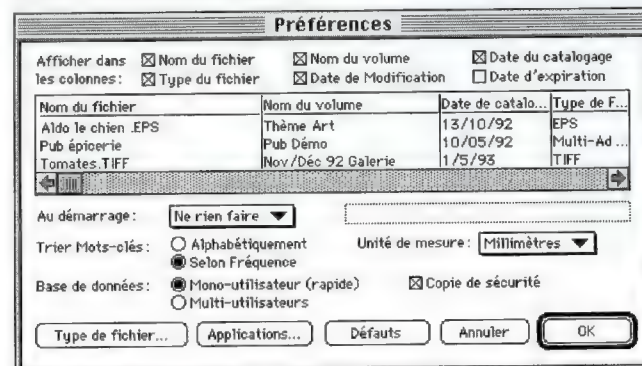 Préférences
Afficher dans les colonnes:
Nom du fichier
Nom du volume
Date du catalogage
Type du fichier
Date de Modification
Date d'expiration
Nom du fichier Nom du volume Date de catalo... Type de F...
Aldo le chien .EPS Thème Art 13/10/92 EPS
Pub épicerie Pub Démo 10/05/92 Multi-Ad ...
Tomates.TIFF Nov/Déc 92 Galerie 1/5/93 TIFF
Au démarrage: Ne rien faire
Trier Mots-clés: Alphabétiquement Unité de mesure: Millimètres
Selon Fréquence
Base de données: Mono-utilisateur (rapide) Copie de sécurité
Multi-utilisateurs
Type de fichier... Applications... Défauts Annuler OK